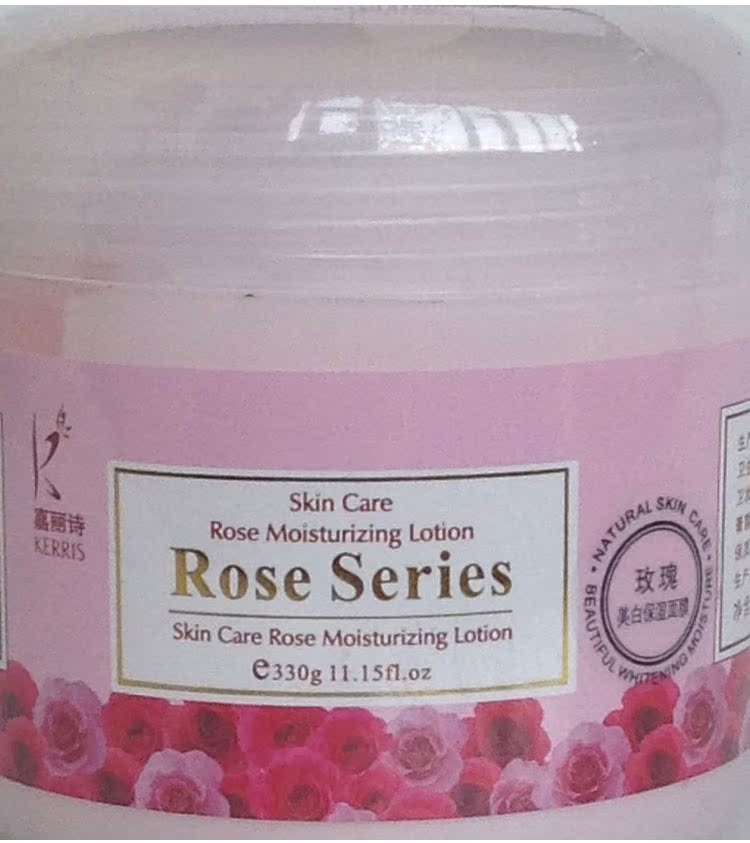 嘉丽诗
KERRIS
Skin Care
Rose Moisturizing Lotion
Rose Series
Skin Care Rose Moisturizing Lotion
e330g 11.15fl.oz
• NATURAL SKIN CARE •
玫瑰
美白保湿面膜
BEAUTIFUL WHITENING MOISTURE